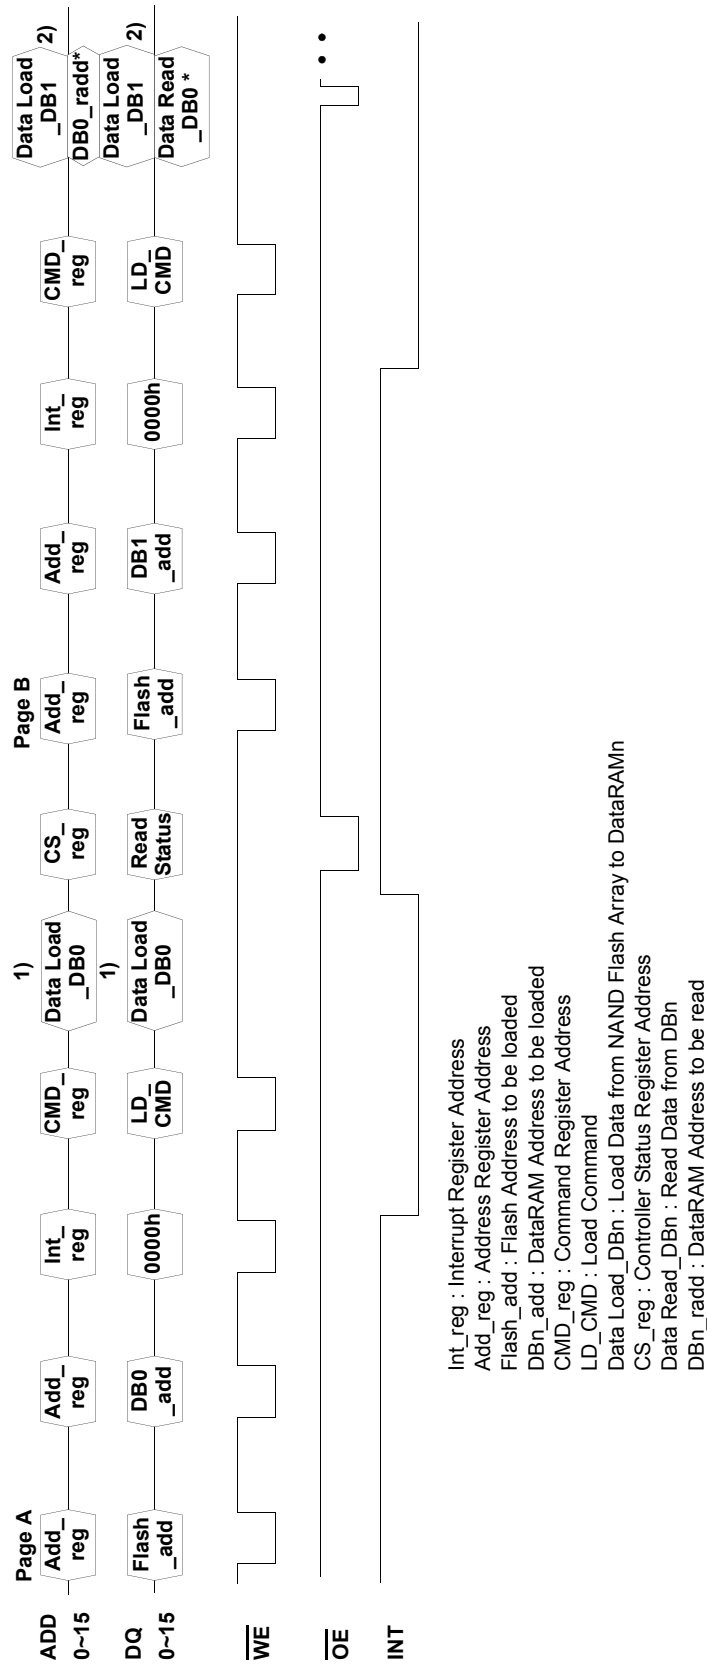 Page A
Page B
ADD
0~15
Add_
reg
Add_
reg
Int_
reg
CMD_
reg
1)
Data Load
_DB0
CS_
reg
Add_
reg
Add_
reg
Int_
reg
CMD_
reg
Data Load
_DB1
2)
DB0_radd*
DQ
0~15
Flash
_add
DB0
_add
0000h
LD_
CMD
1)
Data Load
_DB0
Read
Status
Flash
_add
DB1
_add
0000h
LD_
CMD
Data Load
_DB1
2)
Data Read
_DB0 *
WE
OE
INT
Int_reg : Interrupt Register Address
Add_reg : Address Register Address
Flash_add : Flash Address to be loaded
DBn_add : DataRAM Address to be loaded
CMD_reg : Command Register Address
LD_CMD : Load Command
Data Load_DBn : Load Data from NAND Flash Array to DataRAMn
CS_reg : Controller Status Register Address
Data Read_DBn : Read Data from DBn
DBn_radd : DataRAM Address to be read